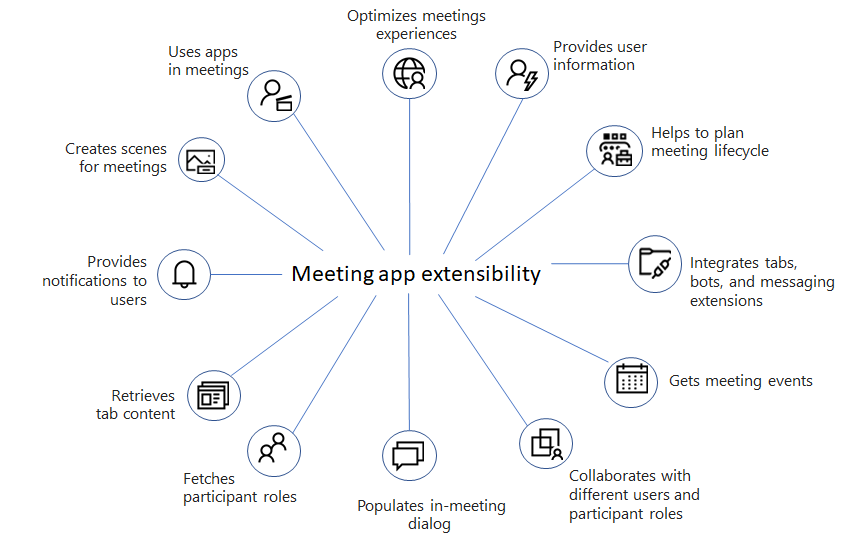 Optimizes meetings
experiences
Uses apps
in meetings
Provides user
information
Creates scenes
for meetings
Helps to plan
meeting lifecycle
Provides
notifications to
users
Meeting app extensibility
Integrates tabs,
bots, and messaging
extensions
Retrieves
tab content
Gets meeting events
Fetches
participant roles
Populates in-meeting
dialog
Collaborates with
different users and
participant roles